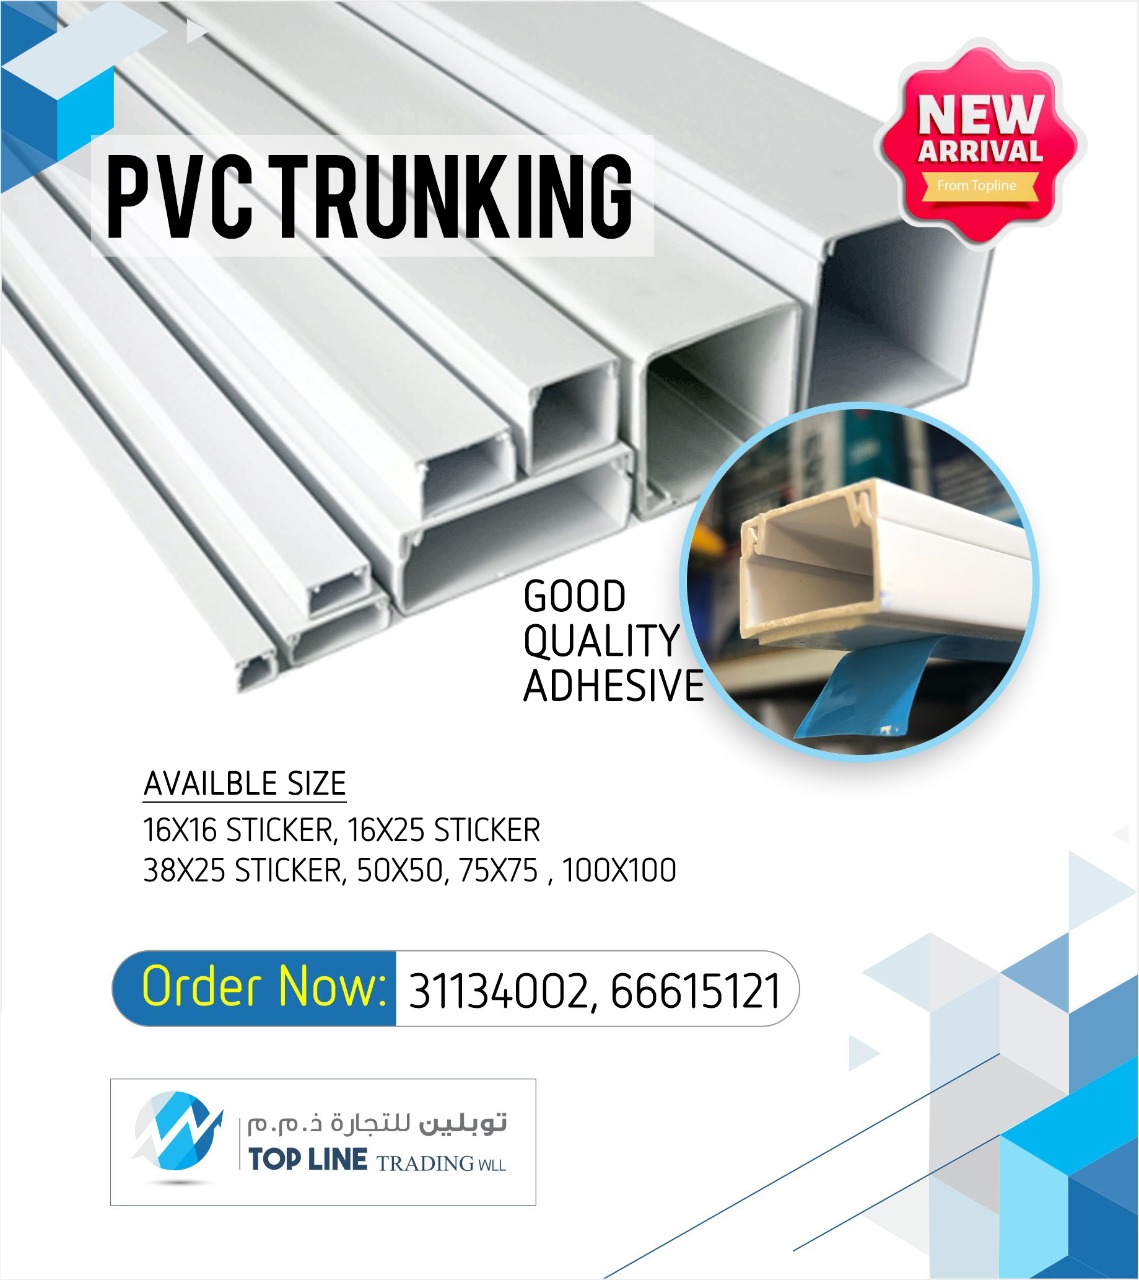 PVC TRUNKING
NEW
ARRIVAL
From Topline
GOOD
QUALITY
ADHESIVE
AVAILBLE SIZE
16X16 STICKER, 16X25 STICKER
38X25 STICKER, 50X50, 75X75 , 100X100
Order Now: 31134002, 66615121
توبلين للتجارة ذ.م.م
TOP LINE TRADING WLL